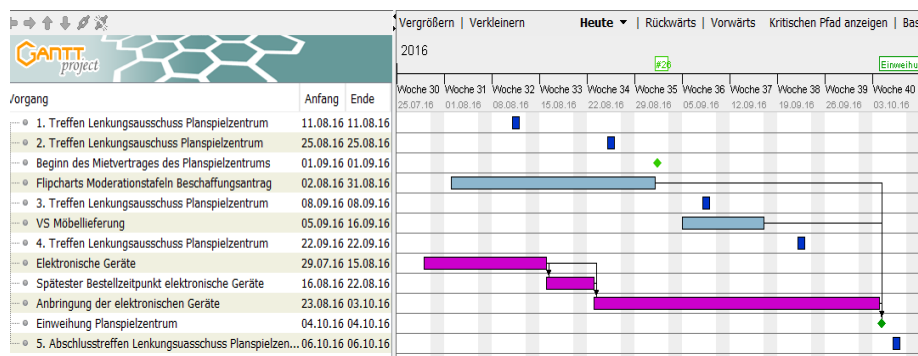 Vergrößern | Verkleinern Heute | Rückwärts | Vorwärts Kritischen Pfad anzeigen | Bas
GANTT project
2016
#26 Einweihu
Vorgang Anfang Ende
Woche 30 Woche 31 Woche 32 Woche 33 Woche 34 Woche 35 Woche 36 Woche 37 Woche 38 Woche 39 Woche 40
25.07.16 01.08.16 08.08.16 15.08.16 22.08.16 29.08.16 05.09.16 12.09.16 19.09.16 26.09.16 03.10.16
1. Treffen Lenkungsausschuss Planspielzentrum 11.08.16 11.08.16
2. Treffen Lenkungsauschuss Planspielzentrum 25.08.16 25.08.16
Beginn des Mietvertrages des Planspielzentrums 01.09.16 01.09.16
Flipcharts Moderationstafeln Beschaffungsantrag 02.08.16 31.08.16
3. Treffen Lenkungsausschuss Planspielzentrum 08.09.16 08.09.16
VS Möbellieferung 05.09.16 16.09.16
4. Treffen Lenkungsausschuss Planspielzentrum 22.09.16 22.09.16
Elektronische Geräte 29.07.16 15.08.16
Spätester Bestellzeitpunkt elektronische Geräte 16.08.16 22.08.16
Anbringung der elektronischen Geräte 23.08.16 03.10.16
Einweihung Planspielzentrum 04.10.16 04.10.16
5. Abschlusstreffen Lenkungsuasschuss Planspielzen... 06.10.16 06.10.16